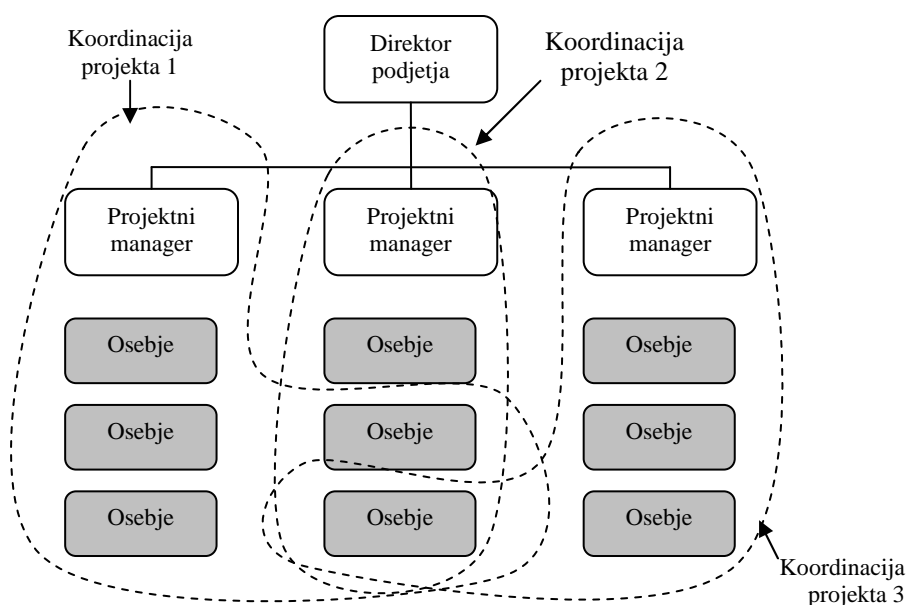 Koordinacija
projekta 1
Direktor
podjetja
Koordinacija
projekta 2
Projektni
manager
Projektni
manager
Projektni
manager
Osebje
Osebje
Osebje
Osebje
Osebje
Osebje
Osebje
Osebje
Osebje
Koordinacija
projekta 3